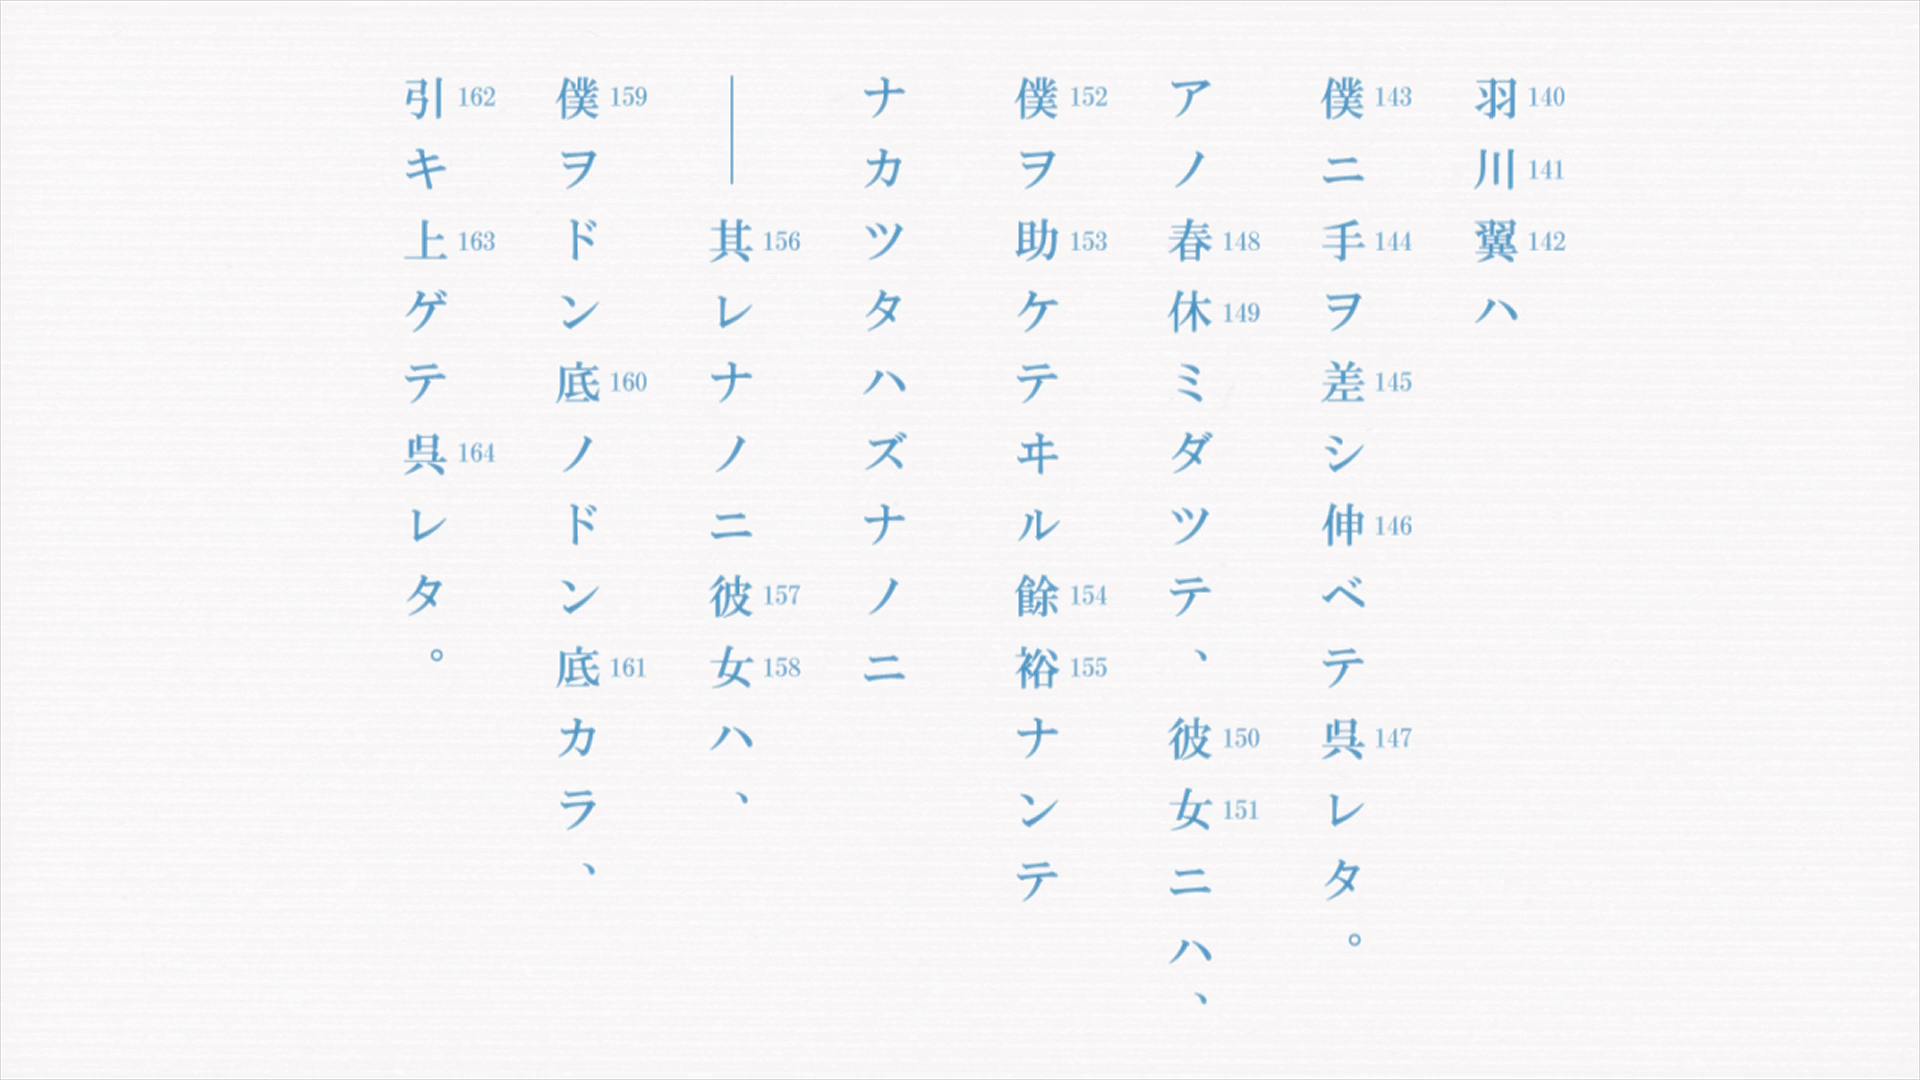 羽140川141翼142ハ
僕143ニ手144ヲ差145シ伸146ベテ呉147レタ。
アノ春148休149ミダツテ、彼150女151ニハ、
僕152ヲ助153ケテヰル餘154裕155ナンテ
ナカツタハズナノニ
――其156レナノニ彼157女158ハ、
僕159ヲドン底160ノドン底161カラ、
引162キ上163ゲテ呉164レタ。